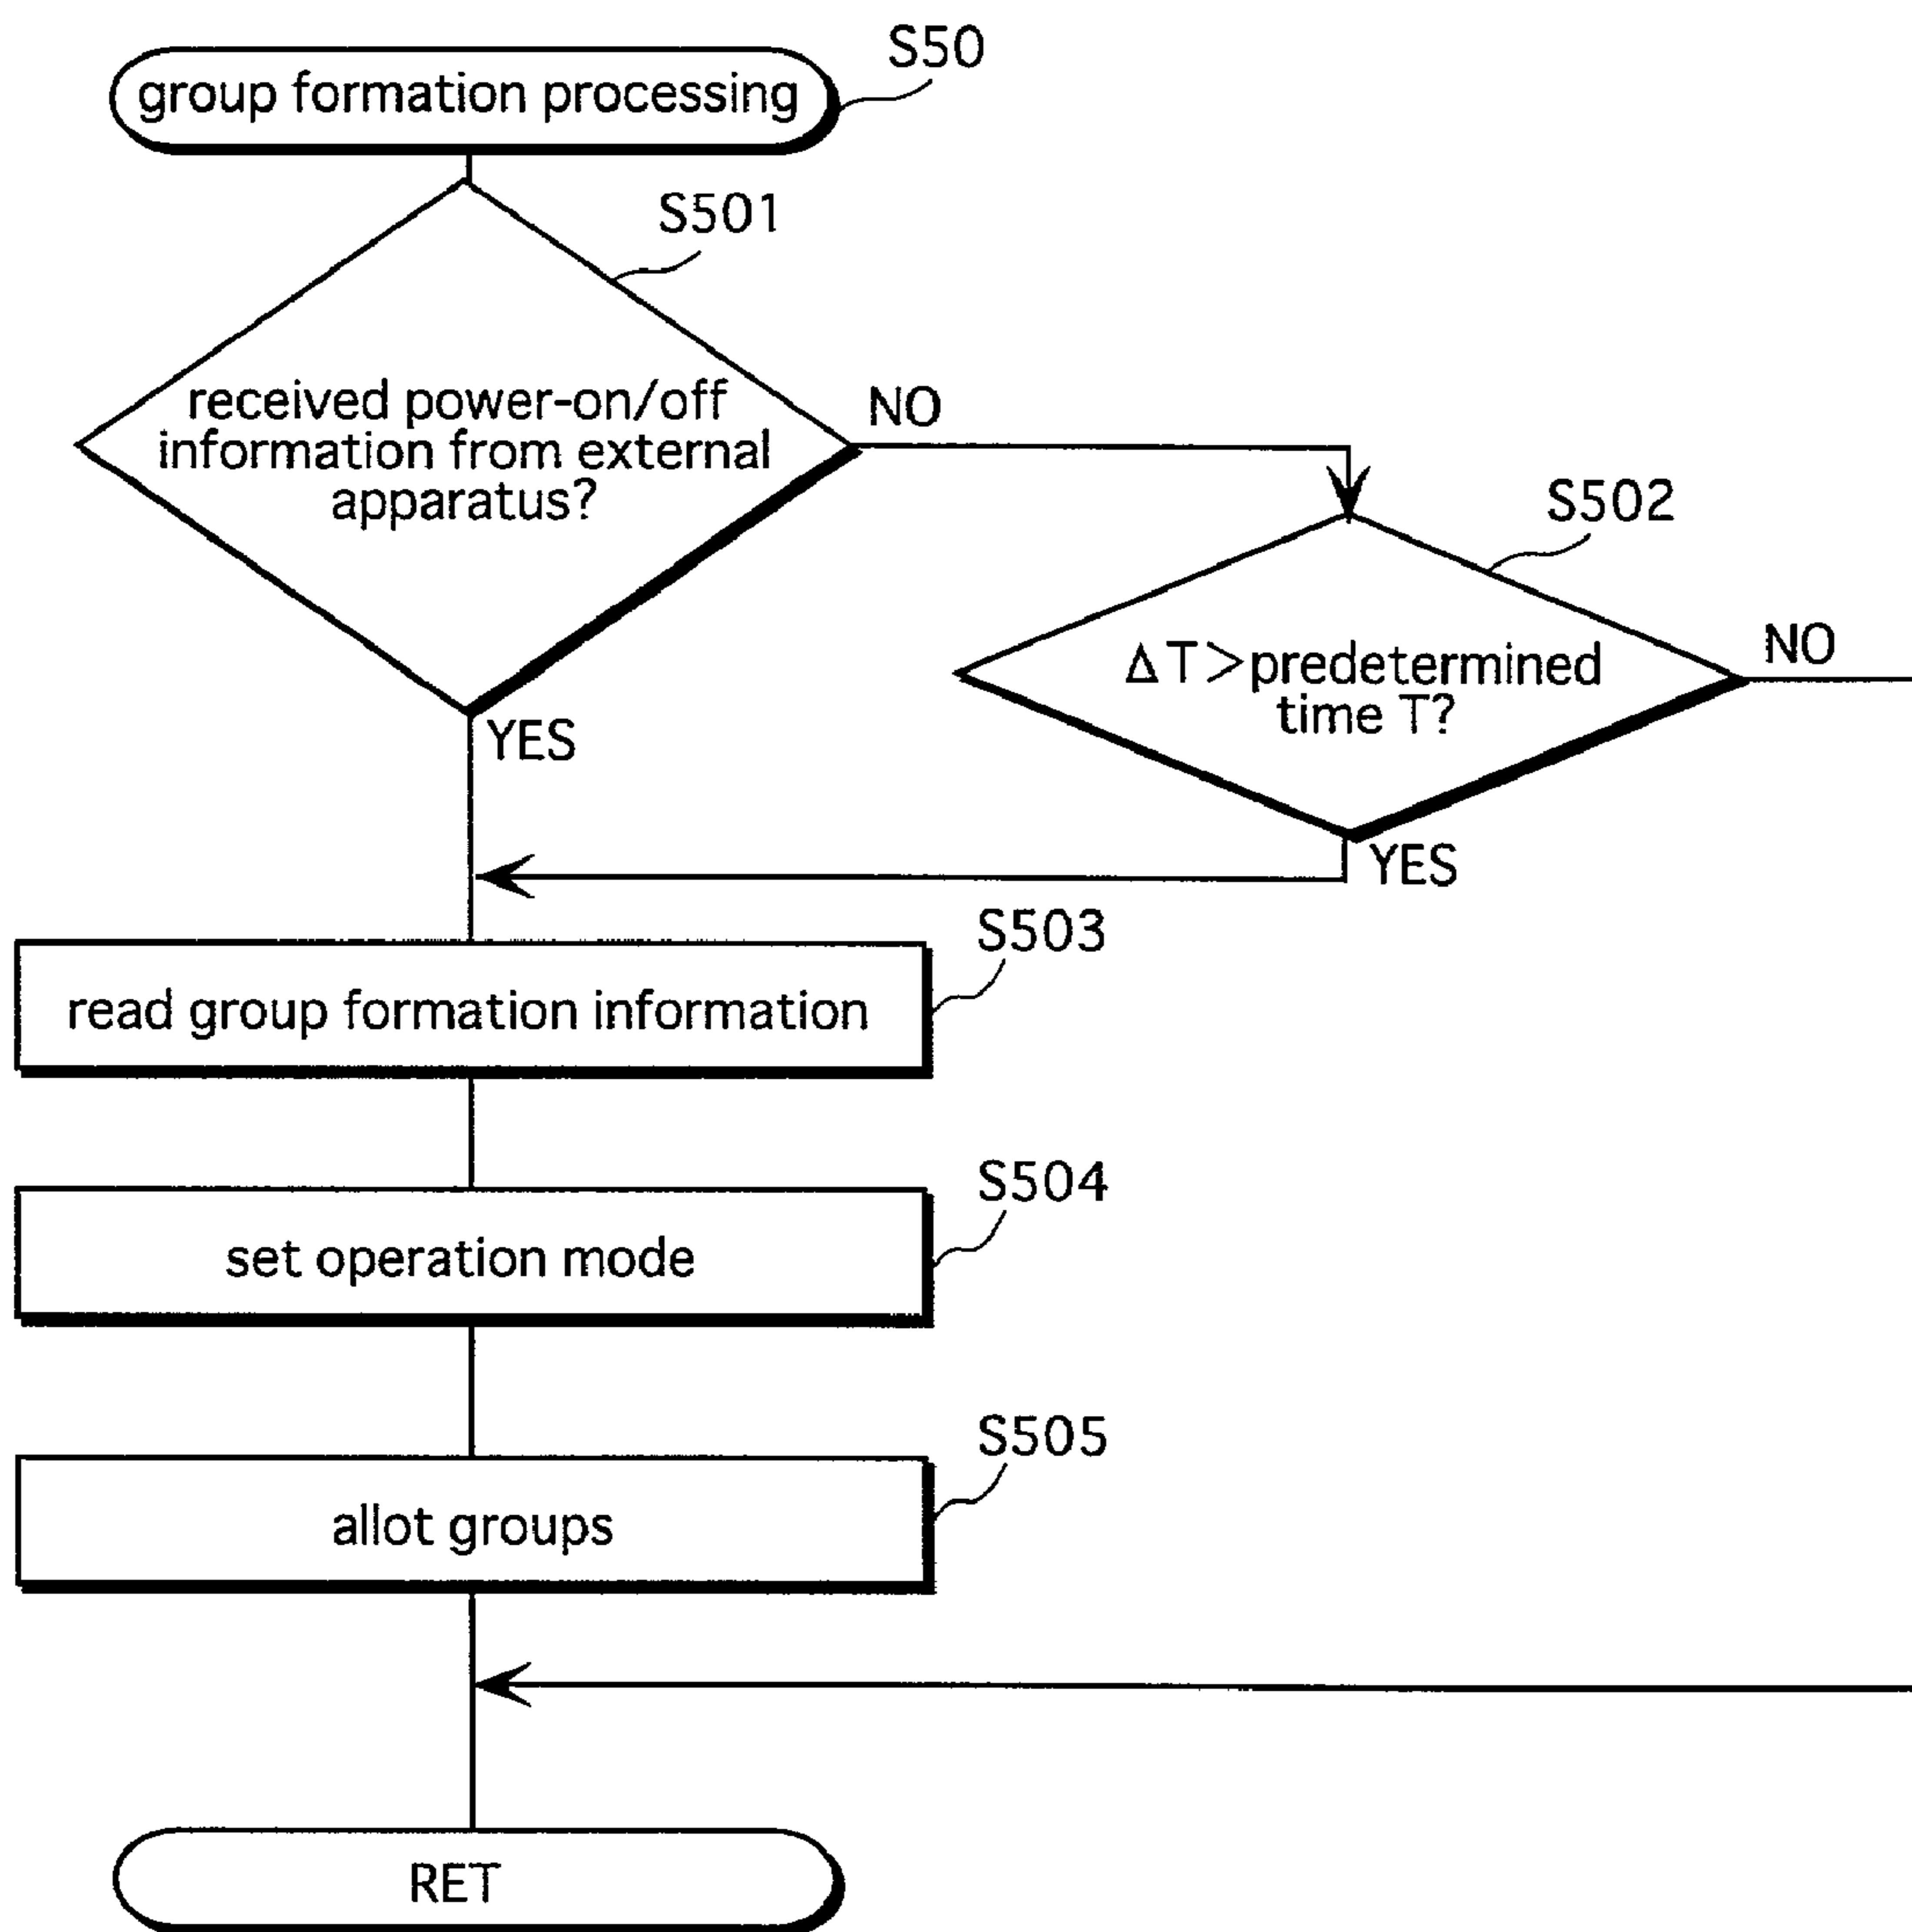 S50
group formation processing
S501
received power-on/off
information from external
apparatus?
NO
S502
ΔT>predetermined
time T?
NO
YES
YES
S503
read group formation information
S504
set operation mode
S505
allot groups
RET